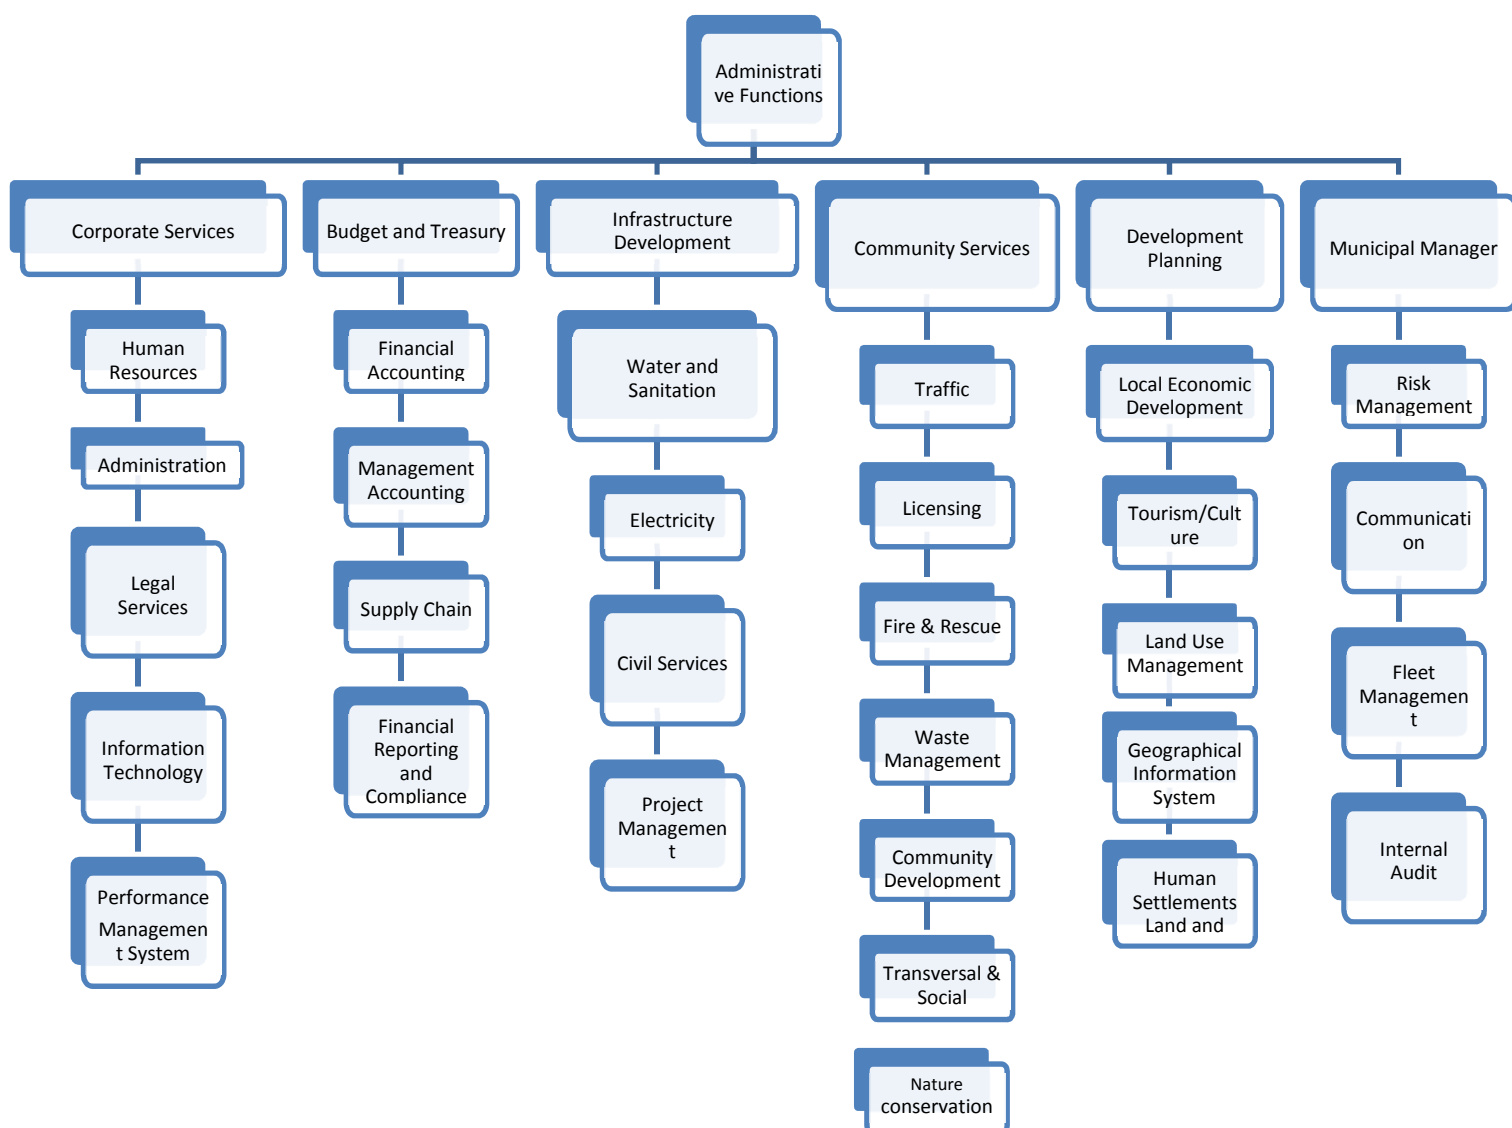 Administrati
ve Functions
Corporate Services
Budget and Treasury
Infrastructure
Development
Community Services
Development
Planning
Municipal Manager
Human
Resources
Administration
Legal
Services
Information
Technology
Performance
Managemen
t System
Financial
Accounting
Management
Accounting
Supply Chain
Financial
Reporting
and
Compliance
Water and
Sanitation
Electricity
Civil Services
Project
Managemen
t
Traffic
Licensing
Fire & Rescue
Waste
Management
Community
Development
Transversal &
Social
Nature
conservation
Local Economic
Development
Tourism/Cult
ure
Land Use
Management
Geographical
Information
System
Human
Settlements
Land and
Risk
Management
Communicati
on
Fleet
Managemen
t
Internal
Audit